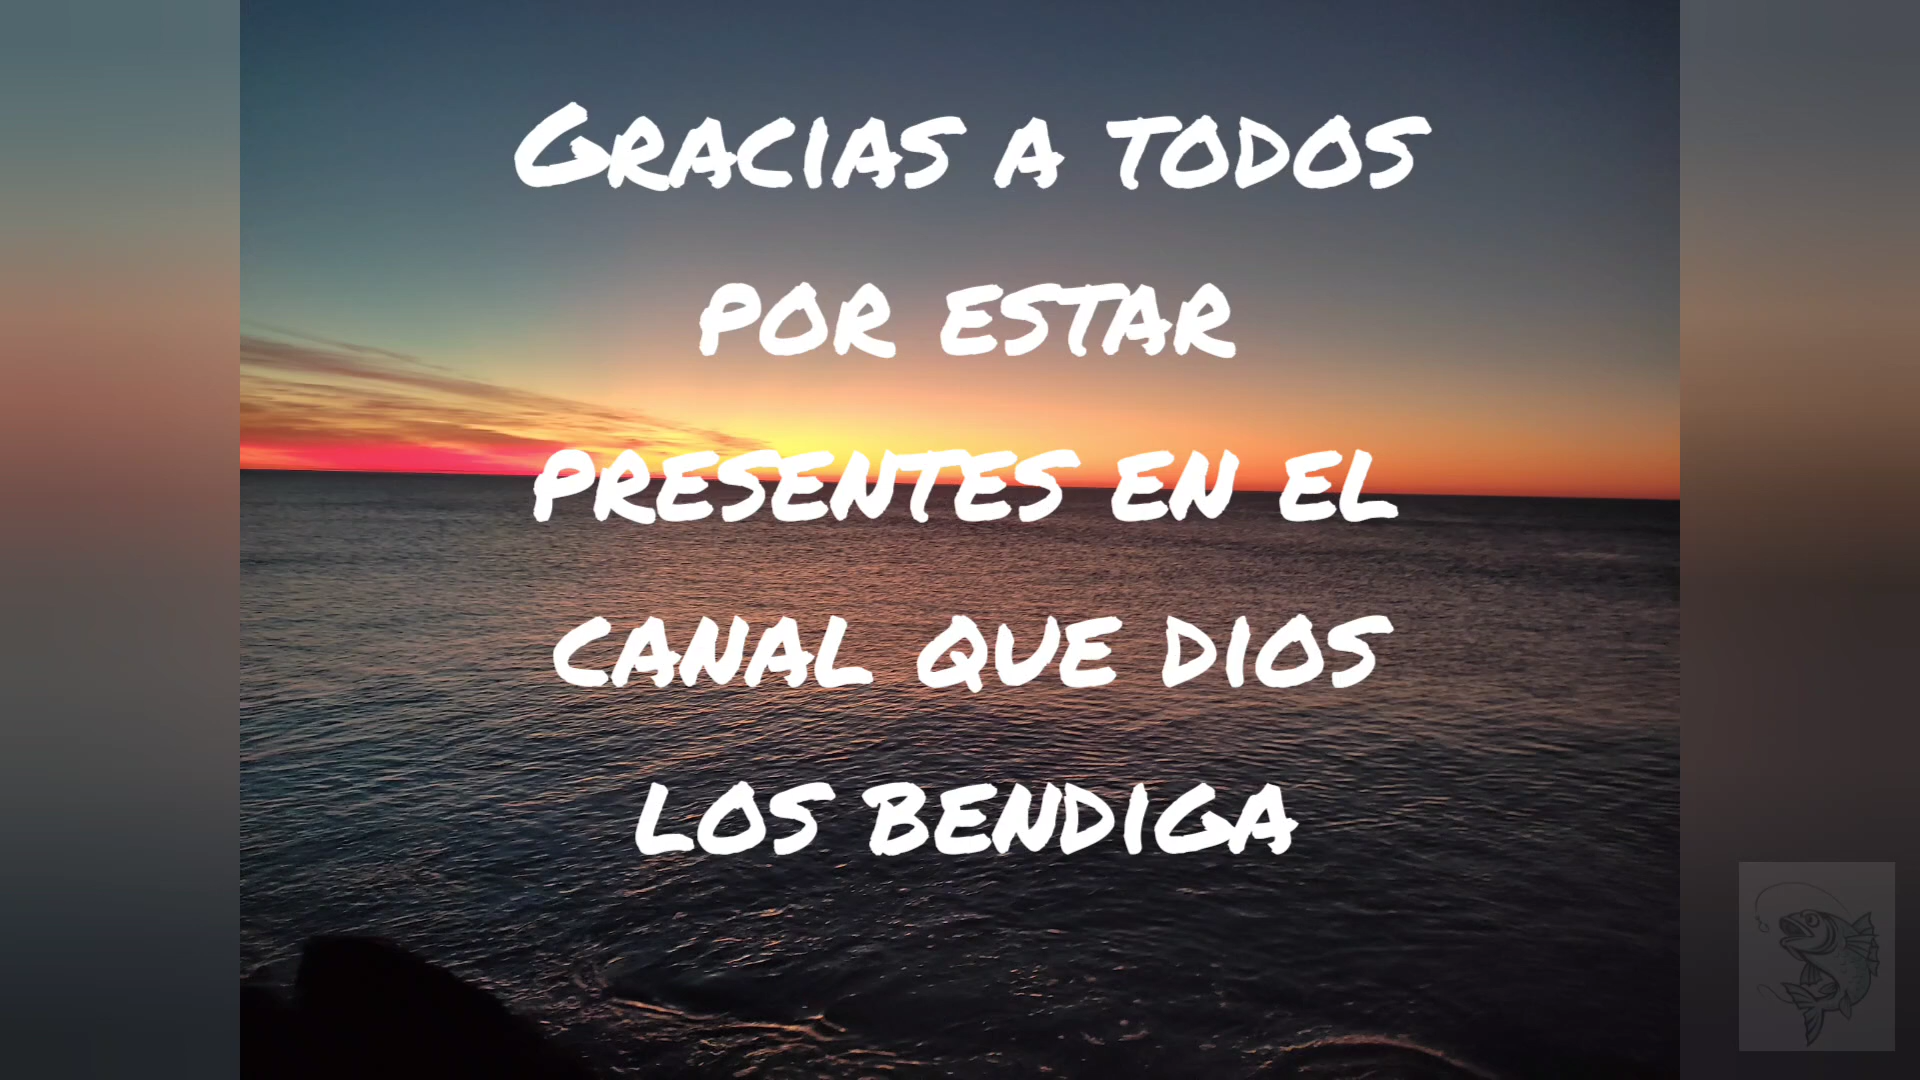 Gracias a todos
por estar
presentes en el
canal que dios
los bendiga